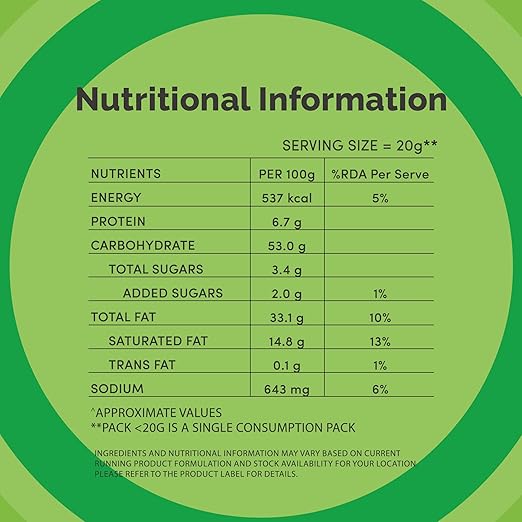 Nutritional Information
SERVING SIZE = 20g**
NUTRIENTS PER 100g %RDA Per Serve
ENERGY 537 kcal 5%
PROTEIN 6.7 g
CARBOHYDRATE 53.0 g
TOTAL SUGARS 3.4 g
ADDED SUGARS 2.0 g 1%
TOTAL FAT 33.1 g 10%
SATURATED FAT 14.8 g 13%
TRANS FAT 0.1 g 1%
SODIUM 643 mg 6%
^APPROXIMATE VALUES
**PACK <20G IS A SINGLE CONSUMPTION PACK
INGREDIENTS AND NUTRITIONAL INFORMATION MAY VARY BASED ON CURRENT
RUNNING PRODUCT FORMULATION AND STOCK AVAILABILITY FOR YOUR LOCATION
PLEASE REFER TO THE PRODUCT LABEL FOR DETAILS.